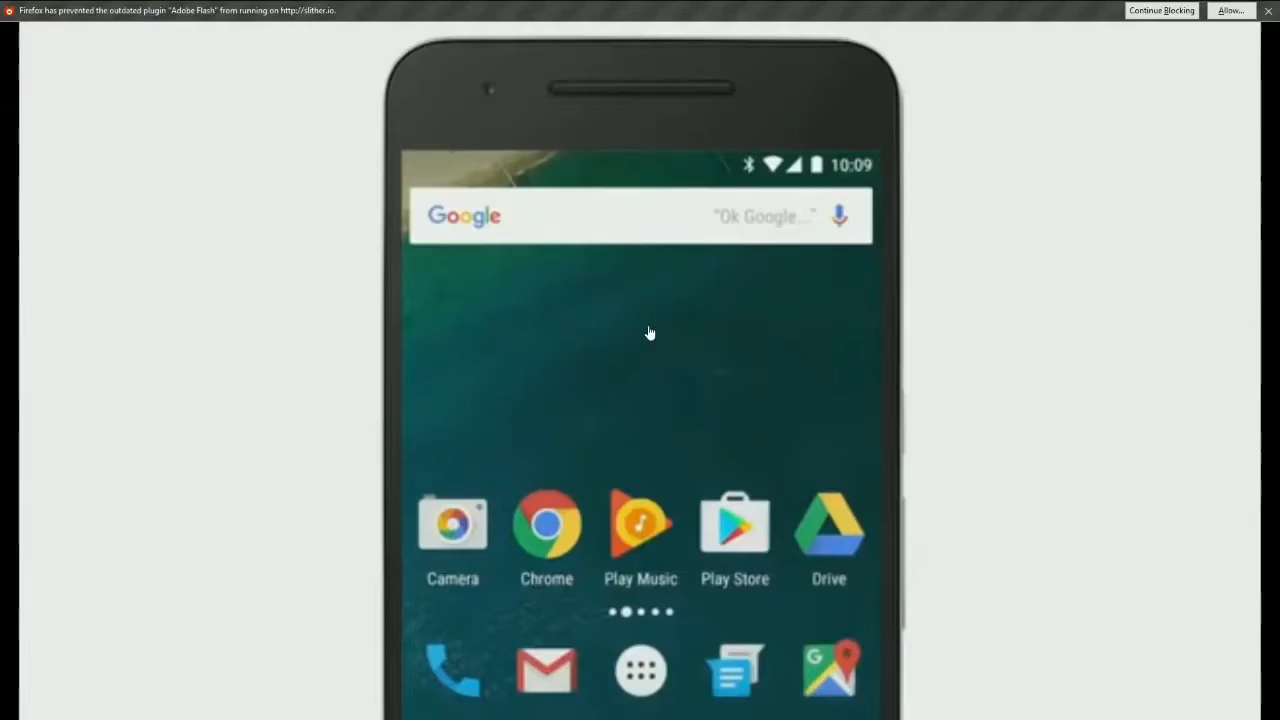 Firefox has prevented the outdated plugin "Adobe Flash" from running on http://slither.io.
Continue Blocking
Allow...
10:09
Google
"Ok Google..."
Camera
Chrome
Play Music
Play Store
Drive
G